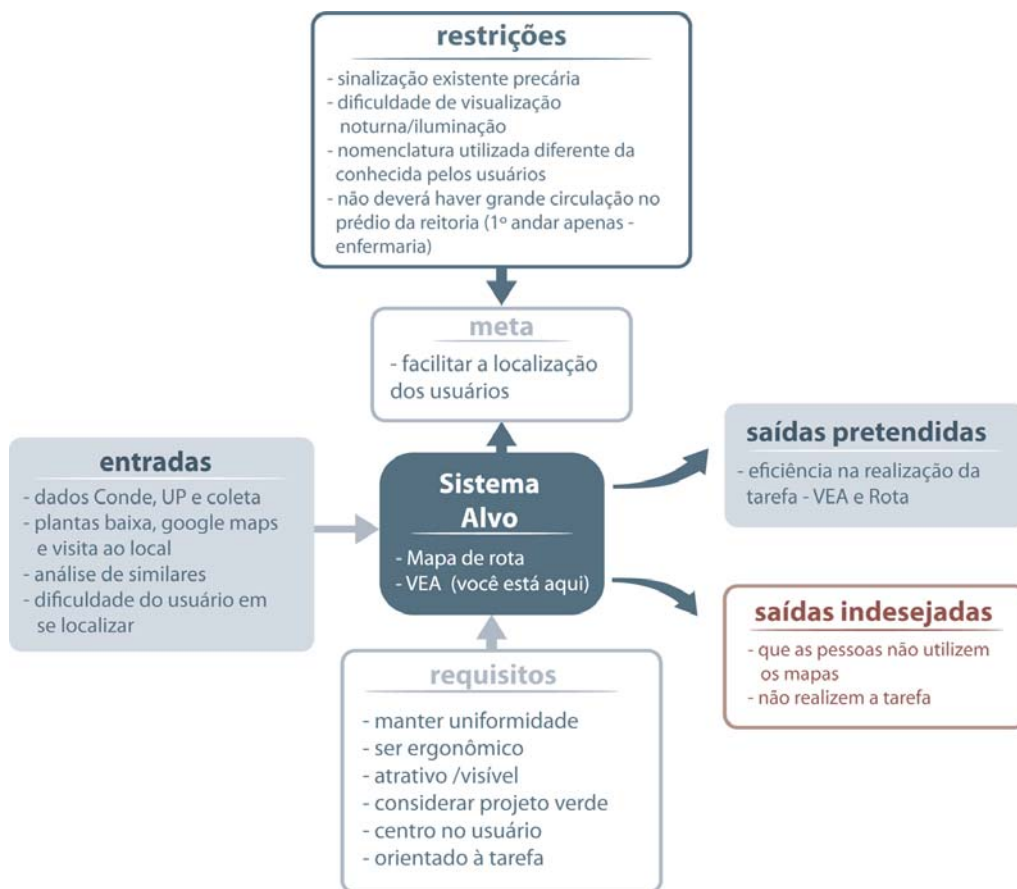 restrições
- sinalização existente precária
- dificuldade de visualização
noturna/iluminação
- nomenclatura utilizada diferente da
conhecida pelos usuários
- não deverá haver grande circulação no
prédio da reitoria (1º andar apenas -
enfermaria)
meta
- facilitar a localização
dos usuários
entradas
- dados Conde, UP e coleta
- plantas baixa, google maps
e visita ao local
- análise de similares
- dificuldade do usuário em
se localizar
Sistema
Alvo
- Mapa de rota
- VEA (você está aqui)
saídas pretendidas
- eficiência na realização da
tarefa - VEA e Rota
saídas indesejadas
- que as pessoas não utilizem
os mapas
- não realizem a tarefa
requisitos
- manter uniformidade
- ser ergonômico
- atrativo /visível
- considerar projeto verde
- centro no usuário
- orientado à tarefa